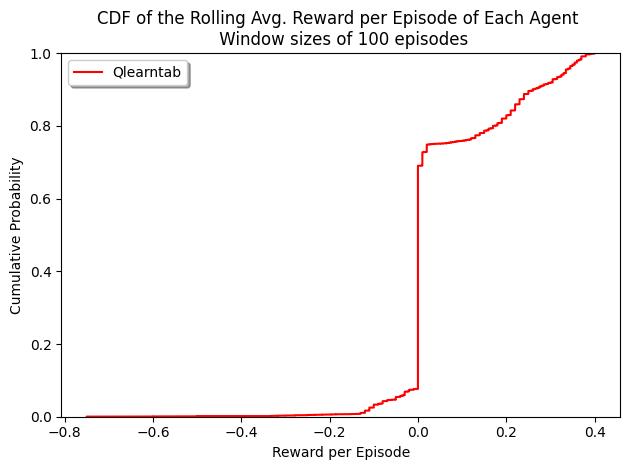 CDF of the Rolling Avg. Reward per Episode of Each Agent
Window sizes of 100 episodes
Qlearntab
Cumulative Probability
1.0
0.8
0.6
0.4
0.2
0.0
−0.8 −0.6 −0.4 −0.2 0.0 0.2 0.4
Reward per Episode